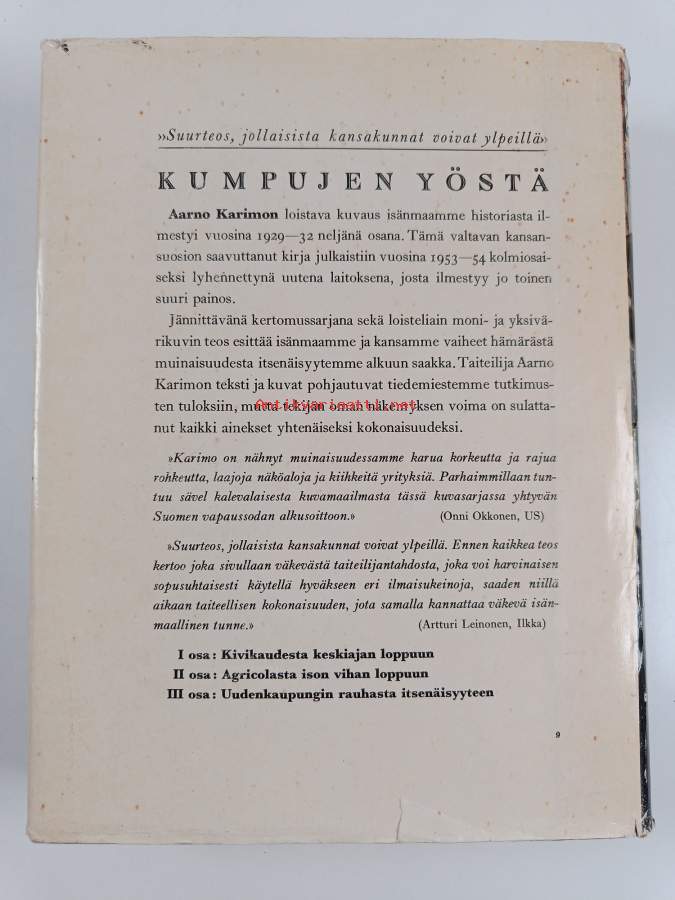 »Suurteos, jollaisista kansakunnat voivat ylpeillä»
KUMPUJEN YÖSTÄ
Aarno Karimon loistava kuvaus isänmaamme historiasta il-
mestyi vuosina 1929—32 neljänä osana. Tämä valtavan kansan-
suosion saavuttanut kirja julkaistiin vuosina 1953—54 kolmiosai-
seksi lyhennettynä uutena laitoksena, josta ilmestyy jo toinen
suuri painos.
Jännittävänä kertomussarjana sekä loisteliain moni- ja yksivä-
rikuvin teos esittää isänmaamme ja kansamme vaiheet hämärästä
muinaisuudesta itsenäisyytemme alkuun saakka. Taiteilija Aarno
Karimon teksti ja kuvat pohjautuvat tiedemiestemme tutkimus-
ten tuloksiin, mutta tekijän oman näkemyksen voima on sulatta-
Antikvariaatti.net
nut kaikki ainekset yhtenäiseksi kokonaisuudeksi.
»Karimo on nähnyt muinaisuudessamme karua korkeutta ja rajua
rohkeutta, laajoja näköaloja ja kiihkeitä yrityksiä. Parhaimmillaan tun-
tuu sävel kalevalaisesta kuvamaailmasta tässä kuvasarjassa yhtyvän
Suomen vapaussodan alkusoittoon.» (Onni Okkonen, US)
»Suurteos, jollaisista kansakunnat voivat ylpeillä. Ennen kaikkea teos
kertoo joka sivullaan väkevästä taiteilijantahdosta, joka voi harvinaisen
sopusuhtaisesti käytellä hyväkseen eri ilmaisukeinoja, saaden niillä
aikaan taiteellisen kokonaisuuden, jota samalla kannattaa väkevä isän-
maallinen tunne.» (Artturi Leinonen, Ilkka)
I osa: Kivikaudesta keskiajan loppuun
II osa: Agricolasta ison vihan loppuun
III osa: Uudenkaupungin rauhasta itsenäisyyteen
9